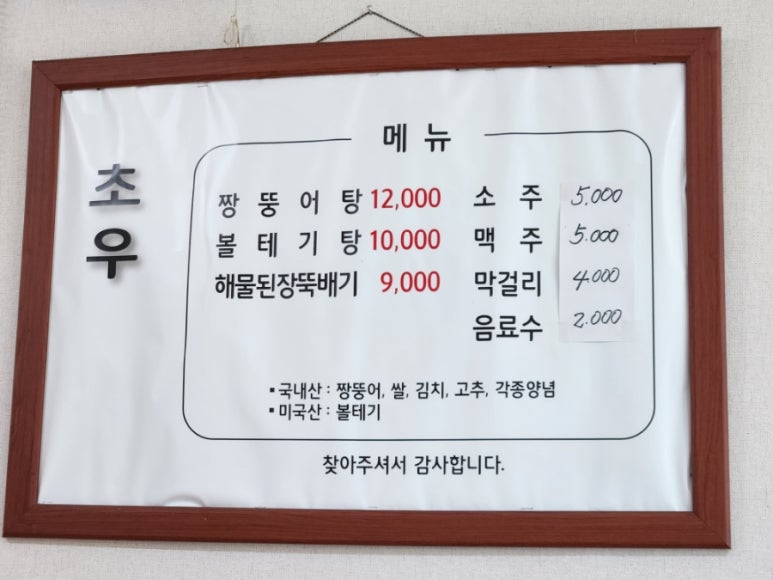 초우
메뉴
짱뚱어탕 12,000 소주 5.000
볼테기탕 10,000 맥주 5.000
해물된장뚝배기 9,000 막걸리 4.000
음료수 2.000
▪국내산 : 짱뚱어, 쌀, 김치, 고추, 각종양념
▪미국산 : 볼테기
찾아주셔서 감사합니다.